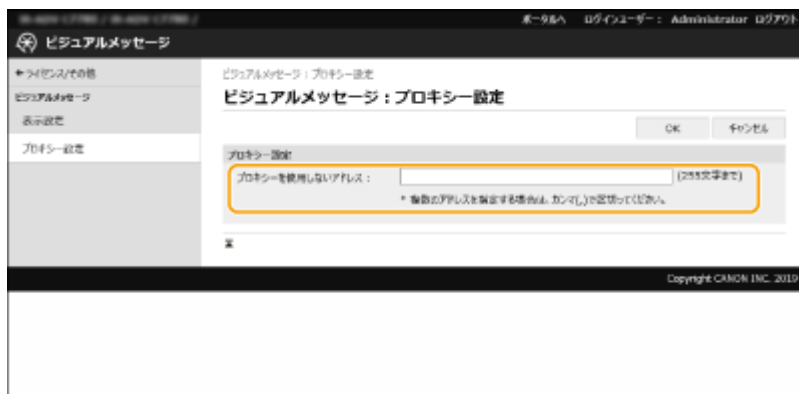 ポータルへ ログインユーザー： Administrator ログアウト
ビジュアルメッセージ
ライセンス/その他
ビジュアルメッセージ
表示設定
プロキシー設定
ビジュアルメッセージ : プロキシー設定
ビジュアルメッセージ : プロキシー設定
OK キャンセル
プロキシー設定
プロキシーを使用しないアドレス : (255文字まで)
* 複数のアドレスを指定する場合は、カンマ(,)で区切ってください。
Copyright CANON INC. 2019